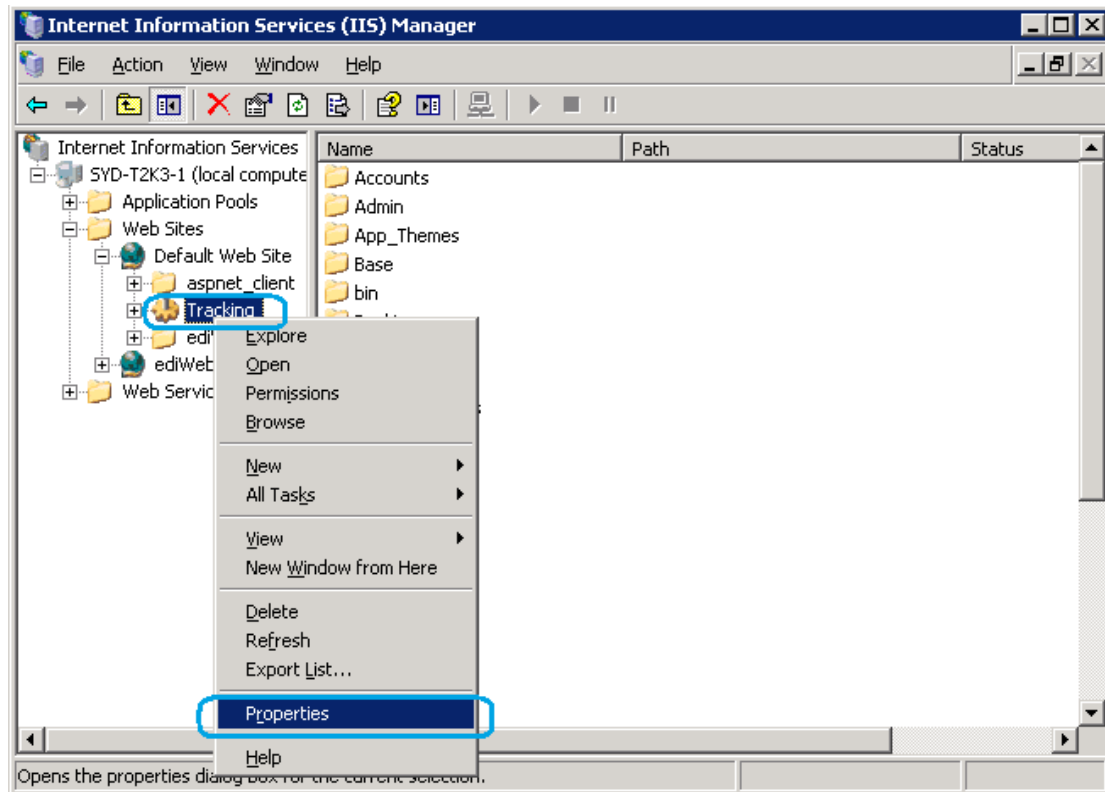 Internet Information Services (IIS) Manager
File Action View Window Help
Internet Information Services
Name Path Status
SYD-T2K3-1 (local compute
Accounts
Application Pools
Admin
Web Sites
App_Themes
Default Web Site
Base
aspnet_client
bin
Tracking
Explore
ediWeb
Open
Web Servic
Permissions
Browse
New
All Tasks
View
New Window from Here
Delete
Refresh
Export List...
Properties
Help
Opens the properties dialog box for the current selection.